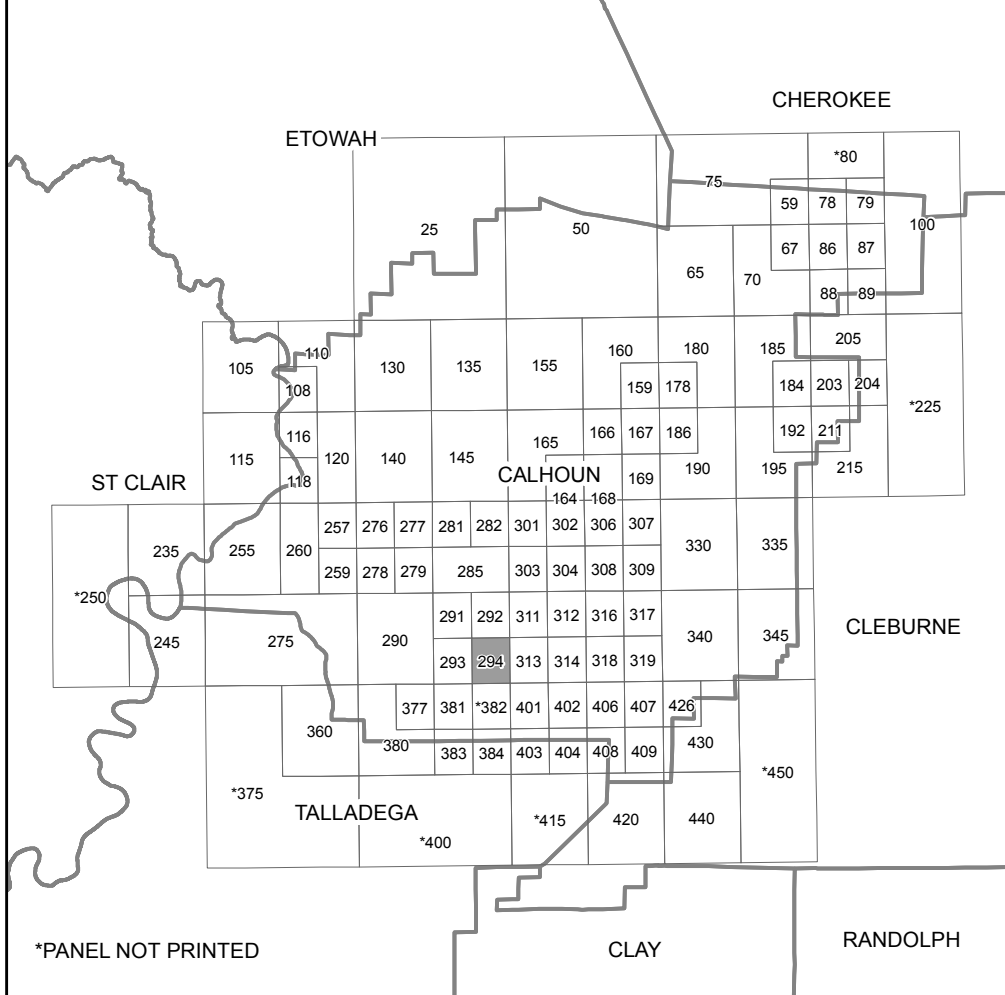 CHEROKEE
ETOWAH
*80
75
59 78 79
25 50 100
67 86 87
65 70
88 89
205
110 160 180 185
105 130 135 155
108 159 178 184 203 204
*225
116 166 167 186 192 211
115 120 140 145 165 190 195 215
ST CLAIR CALHOUN
118 169
164 168
257 276 277 281 282 301 302 306 307
235 255 260 330 335
259 278 279 285 303 304 308 309
*250
291 292 311 312 316 317
245 275 290 340 345 CLEBURNE
293 294 313 314 318 319
377 381 *382 401 402 406 407 426
360 380 430
383 384 403 404 408 409
*375 *450
TALLADEGA *415 420 440
*400
*PANEL NOT PRINTED CLAY RANDOLPH